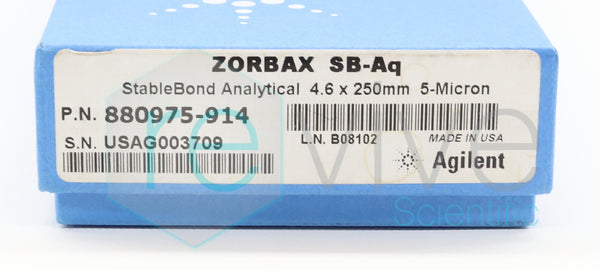 ZORBAX SB-Aq
StableBond Analytical 4.6 x 250mm 5-Micron
P.N. 880975-914
S.N. USAG003709
L.N. B08102
MADE IN USA
Agilent
revive
Scientific